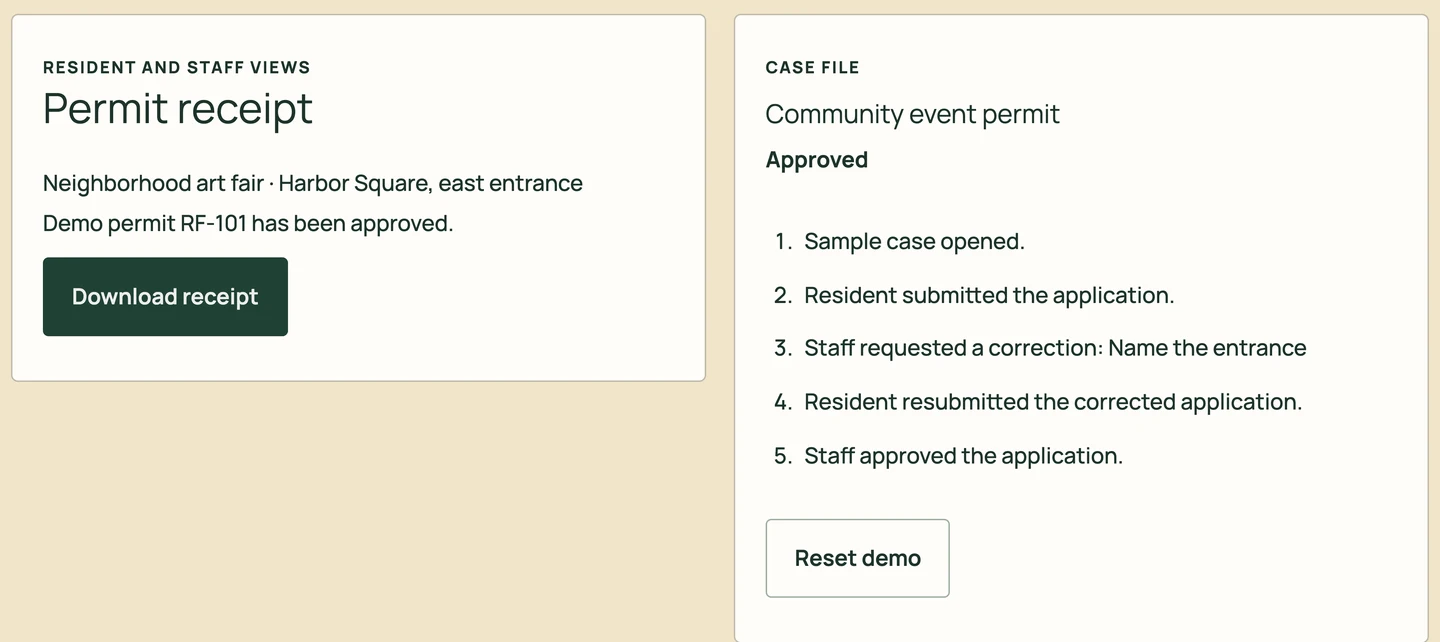 RESIDENT AND STAFF VIEWS
Permit receipt
Neighborhood art fair · Harbor Square, east entrance
Demo permit RF-101 has been approved.
Download receipt
CASE FILE
Community event permit
Approved
1. Sample case opened.
2. Resident submitted the application.
3. Staff requested a correction: Name the entrance
4. Resident resubmitted the corrected application.
5. Staff approved the application.
Reset demo